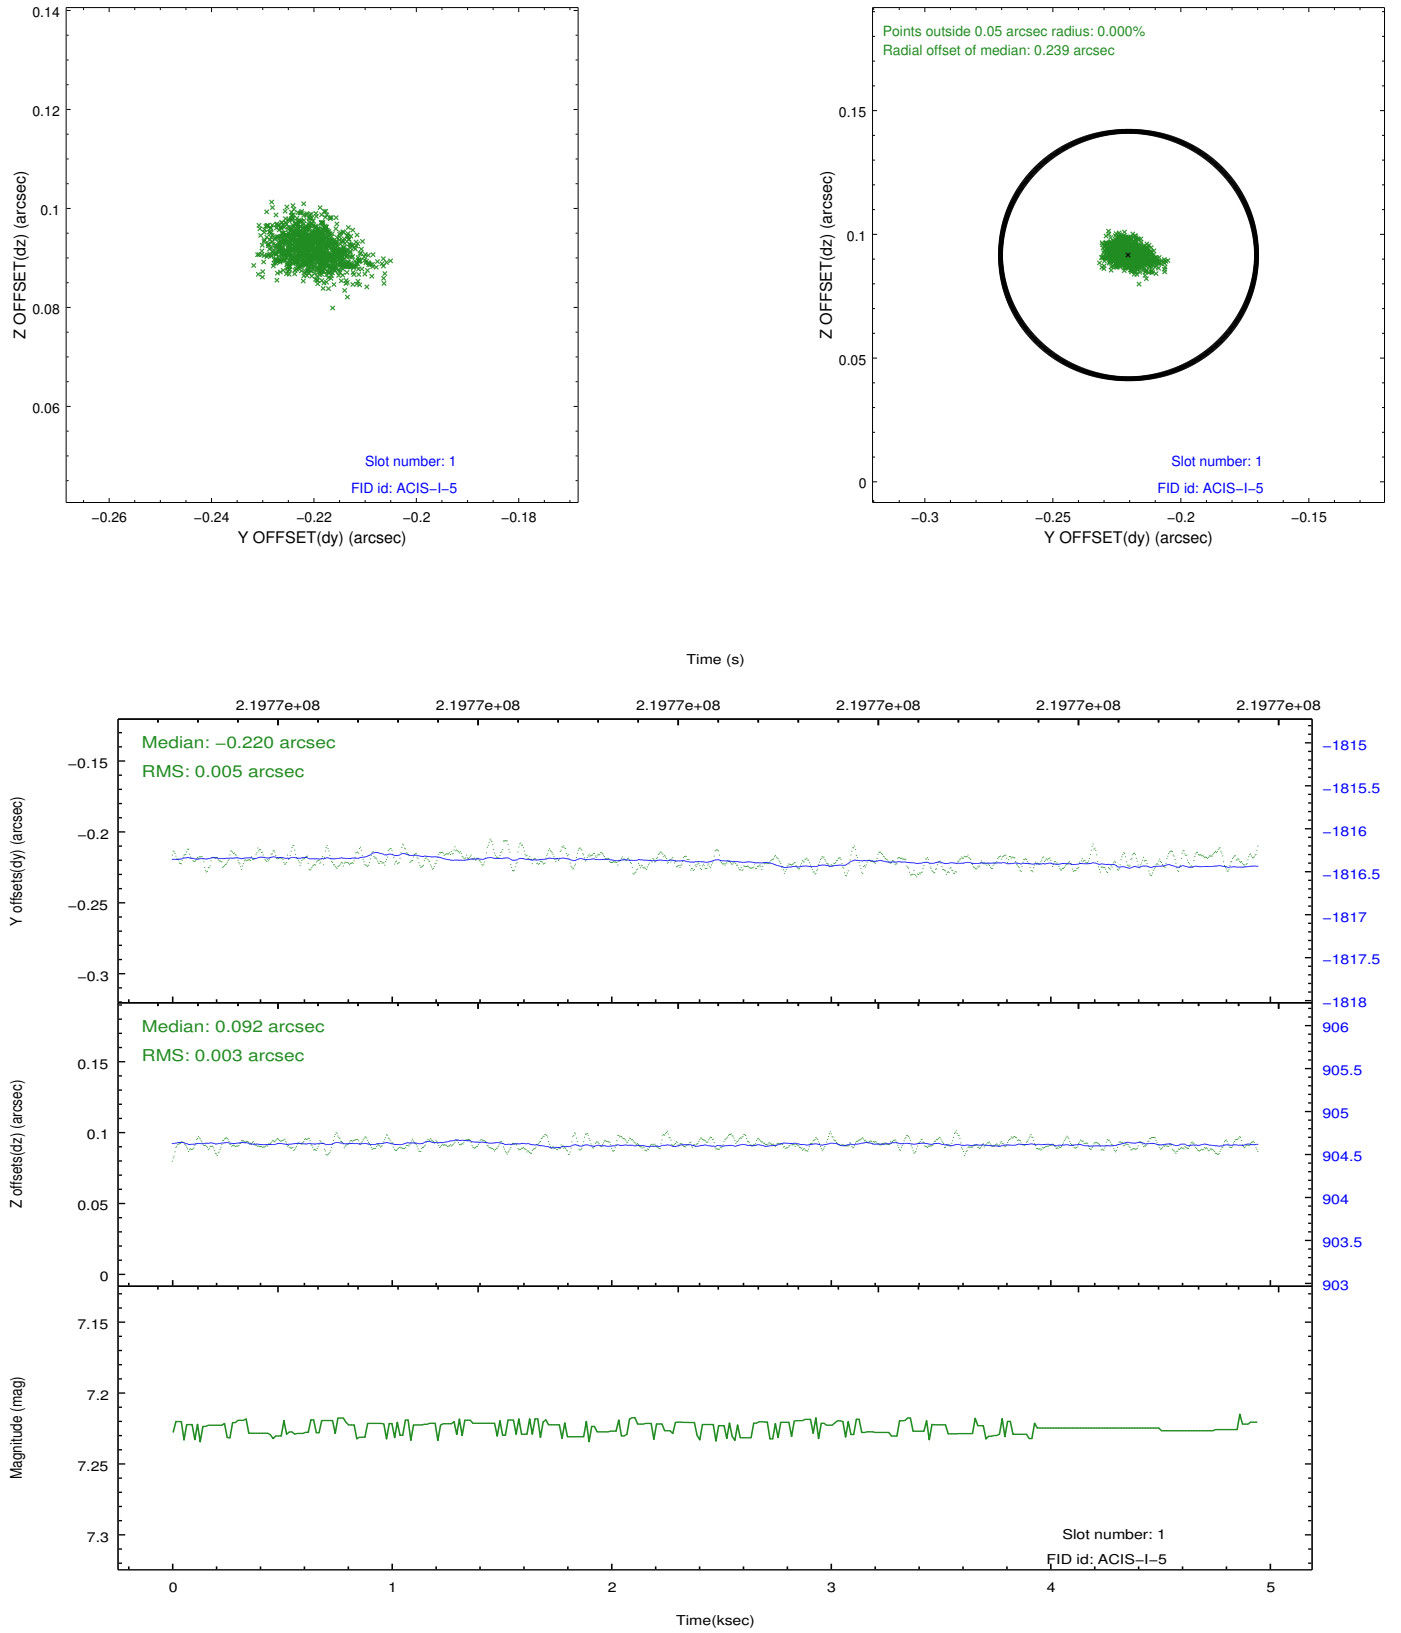 0.14
0.12
0.1
0.08
0.06
Z OFFSET(dz) (arcsec)
Slot number: 1
FID id: ACIS−I−5
−0.26 −0.24 −0.22 −0.2 −0.18
Y OFFSET(dy) (arcsec)
Points outside 0.05 arcsec radius: 0.000%
Radial offset of median: 0.239 arcsec
0.15
0.1
0.05
0
Z OFFSET(dz) (arcsec)
Slot number: 1
FID id: ACIS−I−5
−0.3 −0.25 −0.2 −0.15
Y OFFSET(dy) (arcsec)
Time (s)
2.1977e+08 2.1977e+08 2.1977e+08 2.1977e+08 2.1977e+08 2.1977e+08
Median: −0.220 arcsec
RMS: 0.005 arcsec
−0.15
−0.2
−0.25
−0.3
Y offsets(dy) (arcsec)
−1815
−1815.5
−1816
−1816.5
−1817
−1817.5
−1818
Median: 0.092 arcsec
RMS: 0.003 arcsec
0.15
0.1
0.05
0
Z offsets(dz) (arcsec)
906
905.5
905
904.5
904
903.5
903
7.15
7.2
7.25
7.3
Magnitude (mag)
Slot number: 1
FID id: ACIS−I−5
0 1 2 3 4 5
Time(ksec)